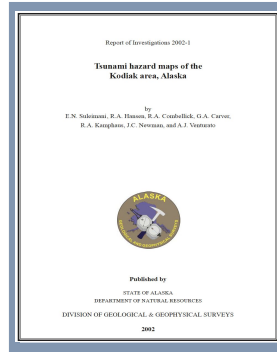 Report of Investigations 2002-1
Tsunami hazard maps of the
Kodiak area, Alaska
by
E.N. Suleimani, R.A. Hansen, R.A. Combellick, G.A. Carver,
R.A. Kamphaus, J.C. Newman, and A.J. Venturato
ALASKA
Published by
STATE OF ALASKA
DEPARTMENT OF NATURAL RESOURCES
DIVISION OF GEOLOGICAL & GEOPHYSICAL SURVEYS
2002